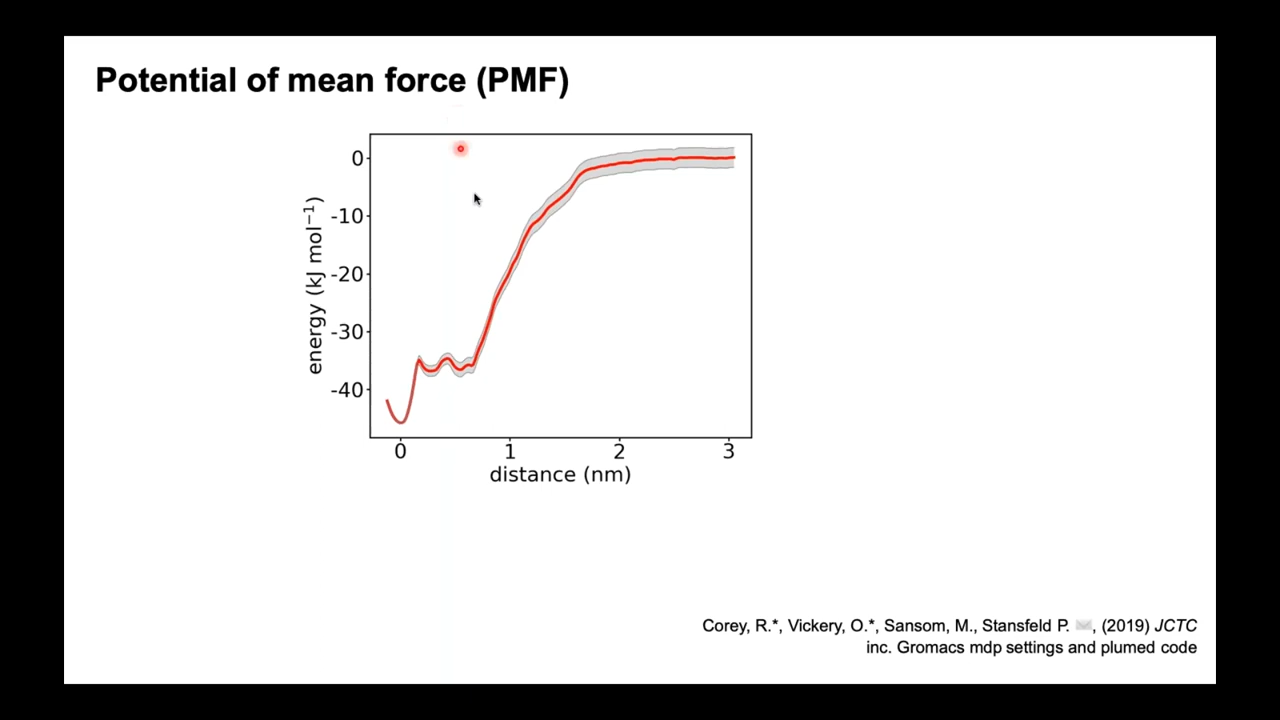 Potential of mean force (PMF)
0
-10
-20
-30
-40
energy (kJ mol⁻¹)
0 1 2 3
distance (nm)
Corey, R.*, Vickery, O.*, Sansom, M., Stansfeld P. ✉, (2019) JCTC
inc. Gromacs mdp settings and plumed code